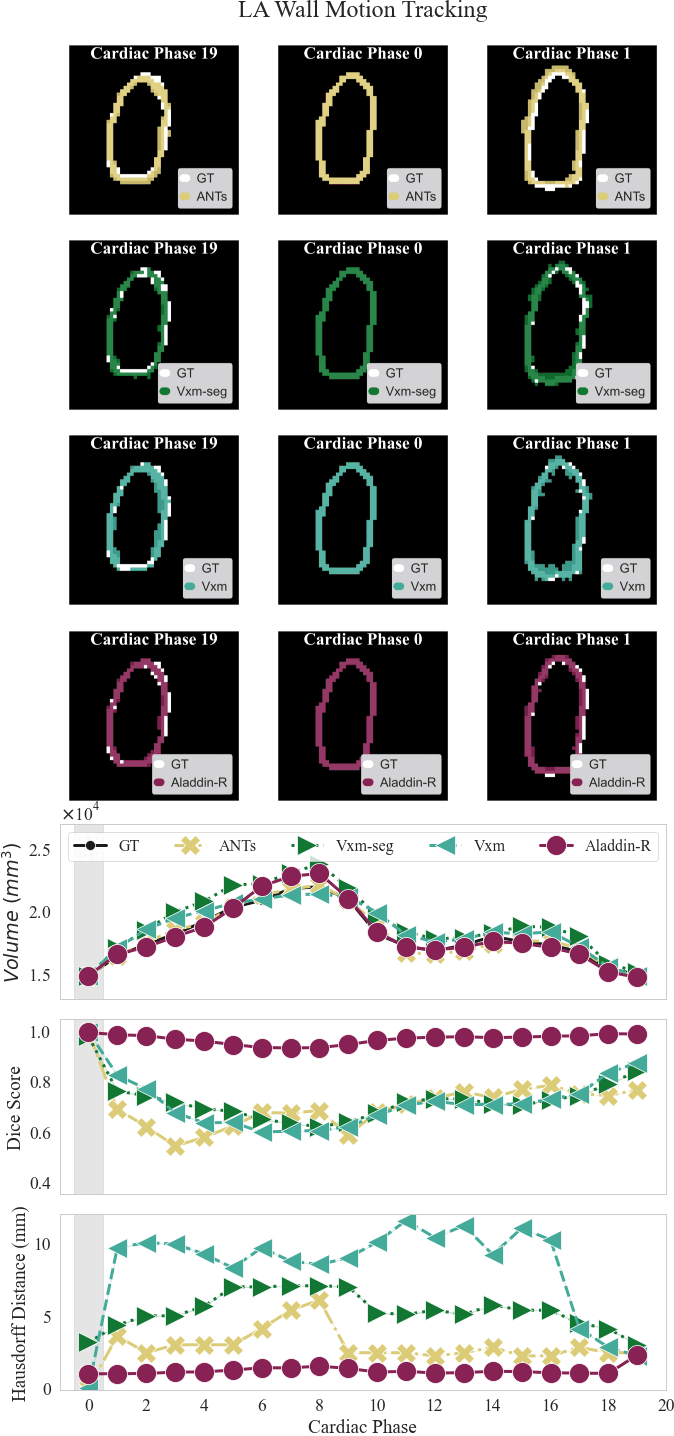 LA Wall Motion Tracking
Cardiac Phase 19 Cardiac Phase 0 Cardiac Phase 1
GT GT GT
ANTs ANTs ANTs
Cardiac Phase 19 Cardiac Phase 0 Cardiac Phase 1
GT GT GT
Vxm-seg Vxm-seg Vxm-seg
Cardiac Phase 19 Cardiac Phase 0 Cardiac Phase 1
GT GT GT
Vxm Vxm Vxm
Cardiac Phase 19 Cardiac Phase 0 Cardiac Phase 1
GT GT GT
Aladdin-R Aladdin-R Aladdin-R
×10⁴
GT ANTs Vxm-seg Vxm Aladdin-R
Volume (mm³)
2.5
2.0
1.5
Dice Score
1.0
0.8
0.6
0.4
Hausdorff Distance (mm)
10
5
0
0 2 4 6 8 10 12 14 16 18 20
Cardiac Phase